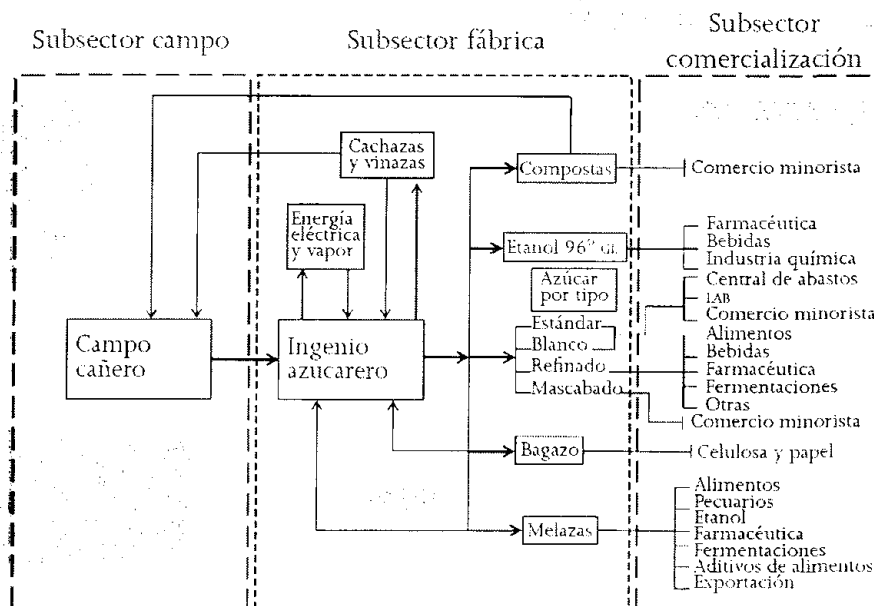 Subsector campo
Subsector fábrica
Subsector
comercialización
Cachazas
y vinazas
Compostas
Comercio minorista
Energía
eléctrica
y vapor
Etanol 96° GL
Farmacéutica
Bebidas
Industria química
Azúcar
por tipo
Central de abastos
LAB
Comercio minorista
Campo
cañero
Ingenio
azucarero
Estándar
Blanco
Refinado
Mascabado
Alimentos
Bebidas
Farmacéutica
Fermentaciones
Otras
Comercio minorista
Bagazo
Celulosa y papel
Melazas
Alimentos
Pecuarios
Etanol
Farmacéutica
Fermentaciones
Aditivos de alimentos
Exportación